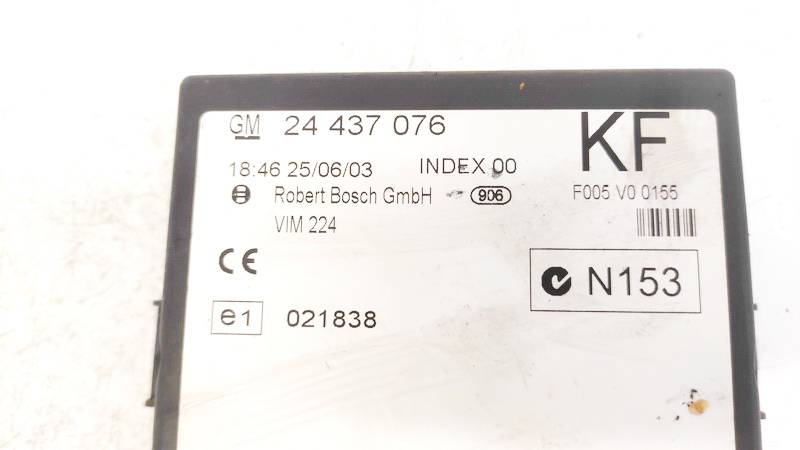 GM 24 437 076
KF
18:46 25/06/03 INDEX 00
Robert Bosch GmbH 906
F005 V0 0155
VIM 224
CE
N153
e1 021838